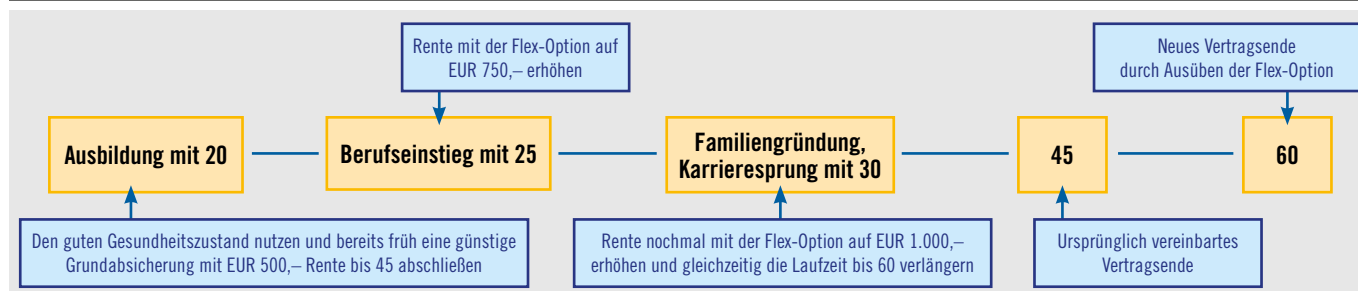 Rente mit der Flex-Option auf
EUR 750,– erhöhen
Neues Vertragsende
durch Ausüben der Flex-Option
Ausbildung mit 20
Berufseinstieg mit 25
Familiengründung,
Karrieresprung mit 30
45
60
Den guten Gesundheitszustand nutzen und bereits früh eine günstige
Grundabsicherung mit EUR 500,– Rente bis 45 abschließen
Rente nochmal mit der Flex-Option auf EUR 1.000,–
erhöhen und gleichzeitig die Laufzeit bis 60 verlängern
Ursprünglich vereinbartes
Vertragsende